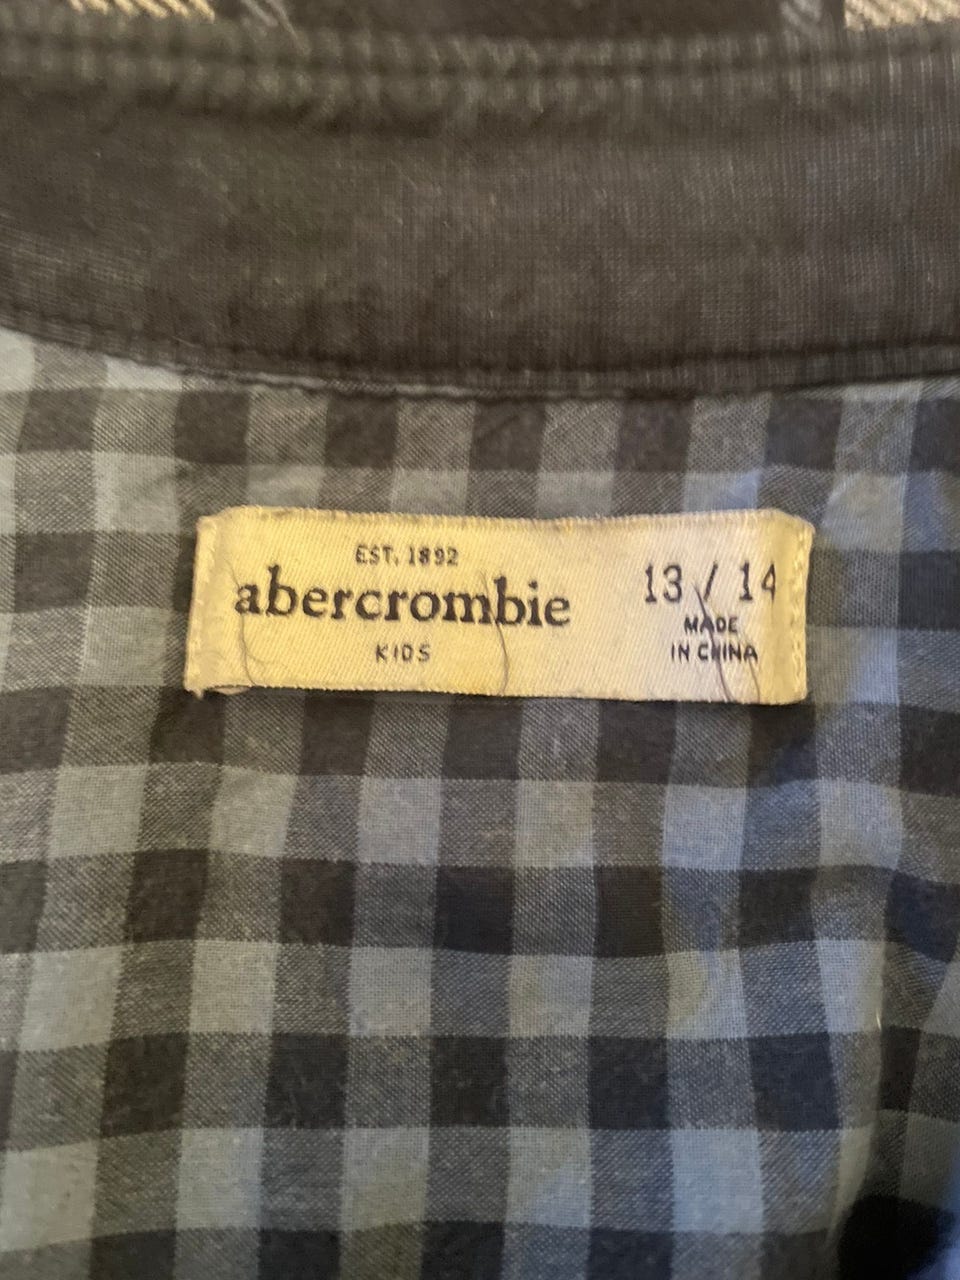 EST. 1892
abercrombie
KIDS
13 / 14
MADE
IN CHINA